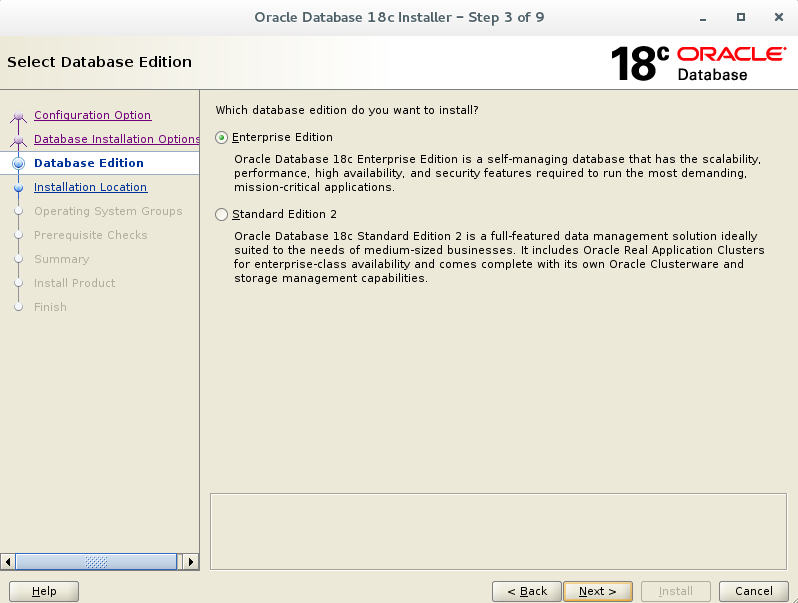 Oracle Database 18c Installer – Step 3 of 9
Select Database Edition
18c ORACLE
Database
Configuration Option
Database Installation Options
Database Edition
Installation Location
Operating System Groups
Prerequisite Checks
Summary
Install Product
Finish
Which database edition do you want to install?
Enterprise Edition
Oracle Database 18c Enterprise Edition is a self-managing database that has the scalability,
performance, high availability, and security features required to run the most demanding,
mission-critical applications.
Standard Edition 2
Oracle Database 18c Standard Edition 2 is a full-featured data management solution ideally
suited to the needs of medium-sized businesses. It includes Oracle Real Application Clusters
for enterprise-class availability and comes complete with its own Oracle Clusterware and
storage management capabilities.
Help
< Back
Next >
Install
Cancel